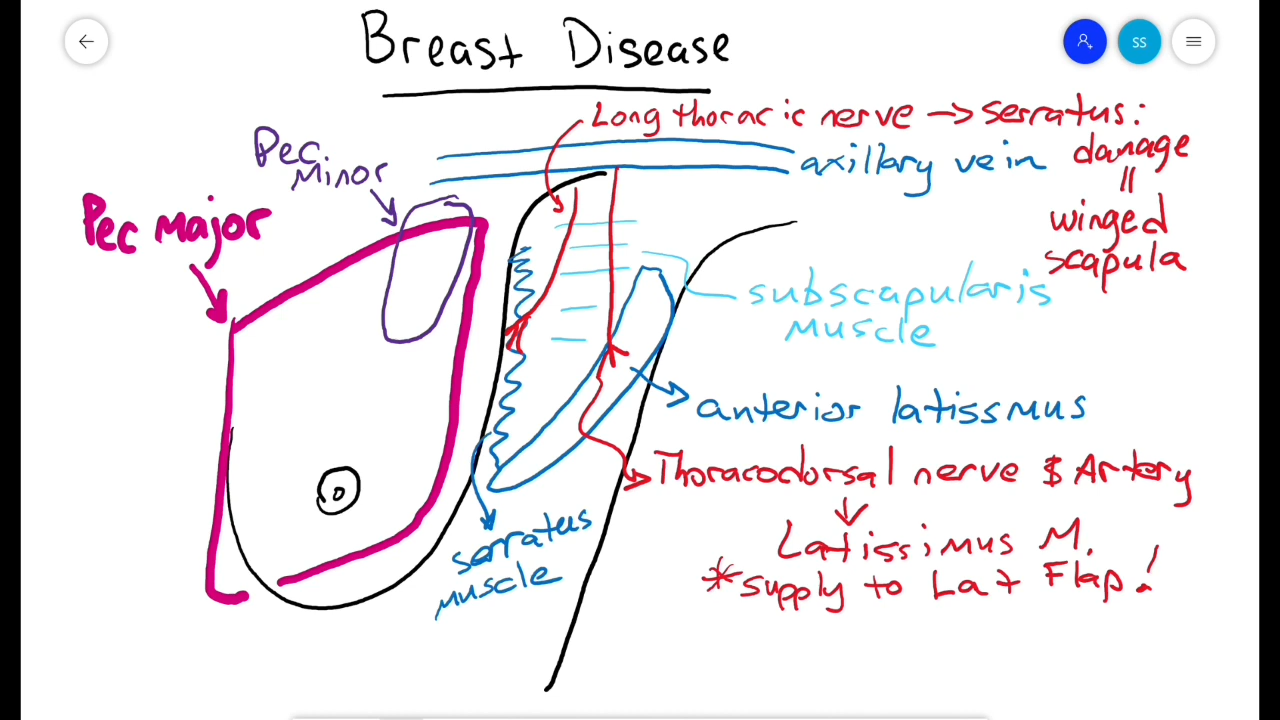 Breast Disease
SS
Long thoracic nerve → serratus:
damage
=
winged
scapula
axillary vein
Pec
Minor
Pec Major
subscapularis
muscle
anterior latissmus
Thoracodorsal nerve $ Artery
↓
Latissimus M.
*supply to Lat Flap!
serratus
muscle